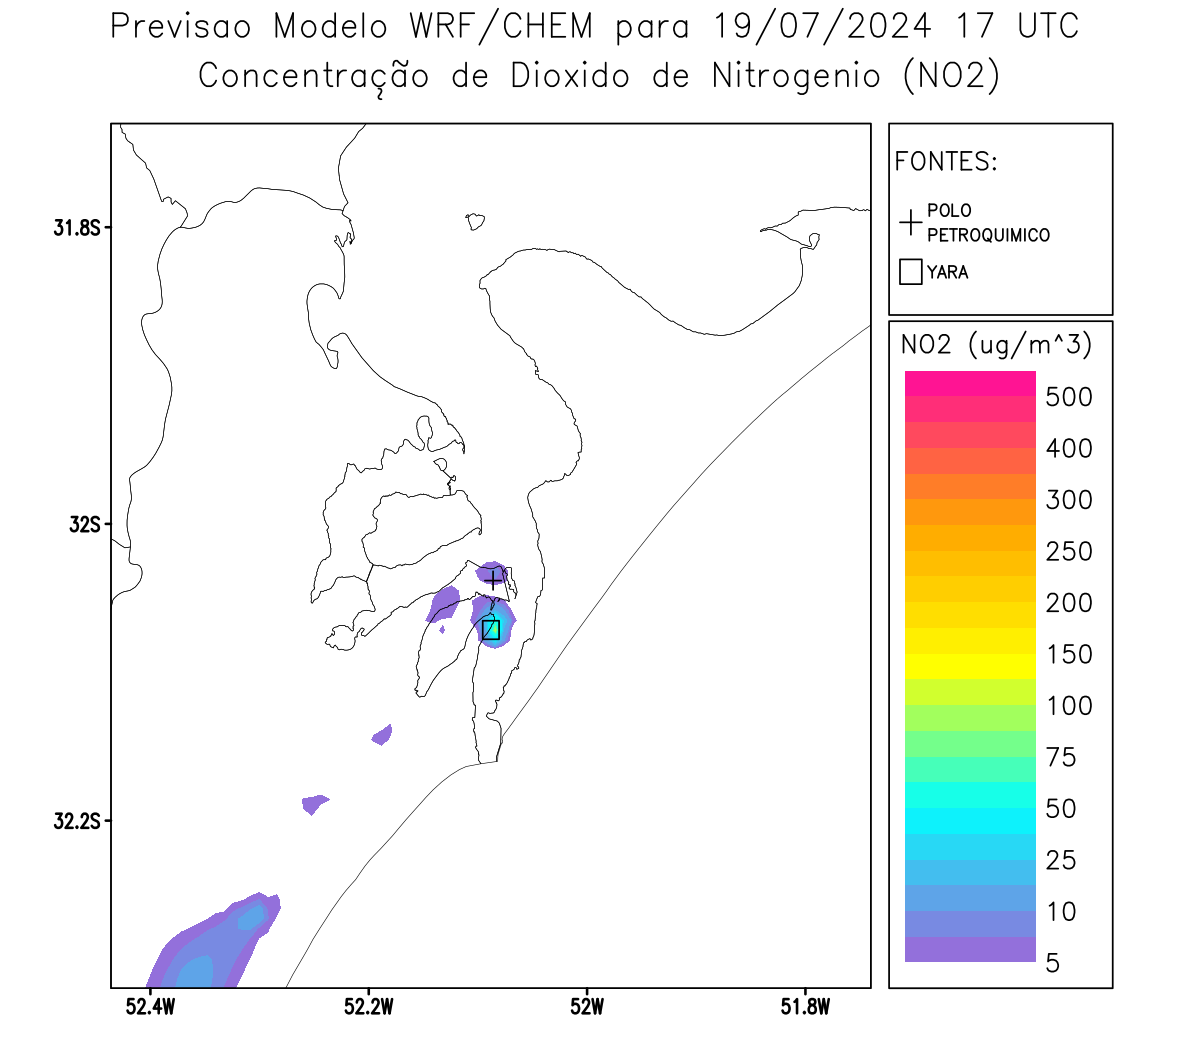 Previsao Modelo WRF/CHEM para 19/07/2024 17 UTC
Concentração de Dioxido de Nitrogenio (NO2)
FONTES:
POLO
PETROQUIMICO
YARA
NO2 (ug/m^3)
500
400
300
250
200
150
100
75
50
25
10
5
31.8S
32S
32.2S
52.4W
52.2W
52W
51.8W